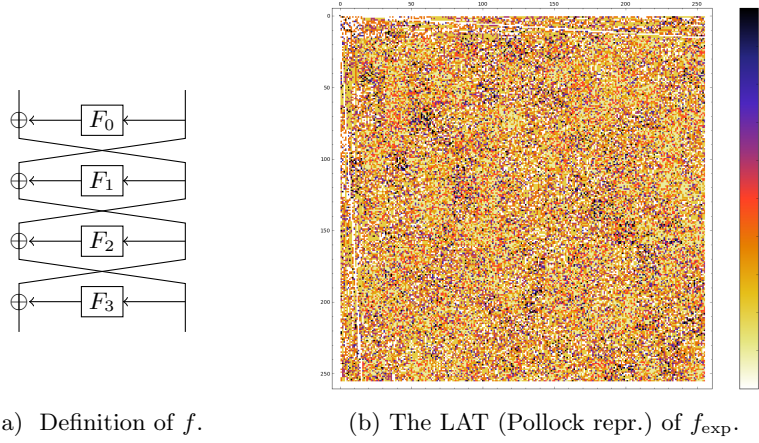 F₀
F₁
F₂
F₃
0 50 100 150 200 250
0
50
100
150
200
250
a) Definition of f.
(b) The LAT (Pollock repr.) of f_exp.